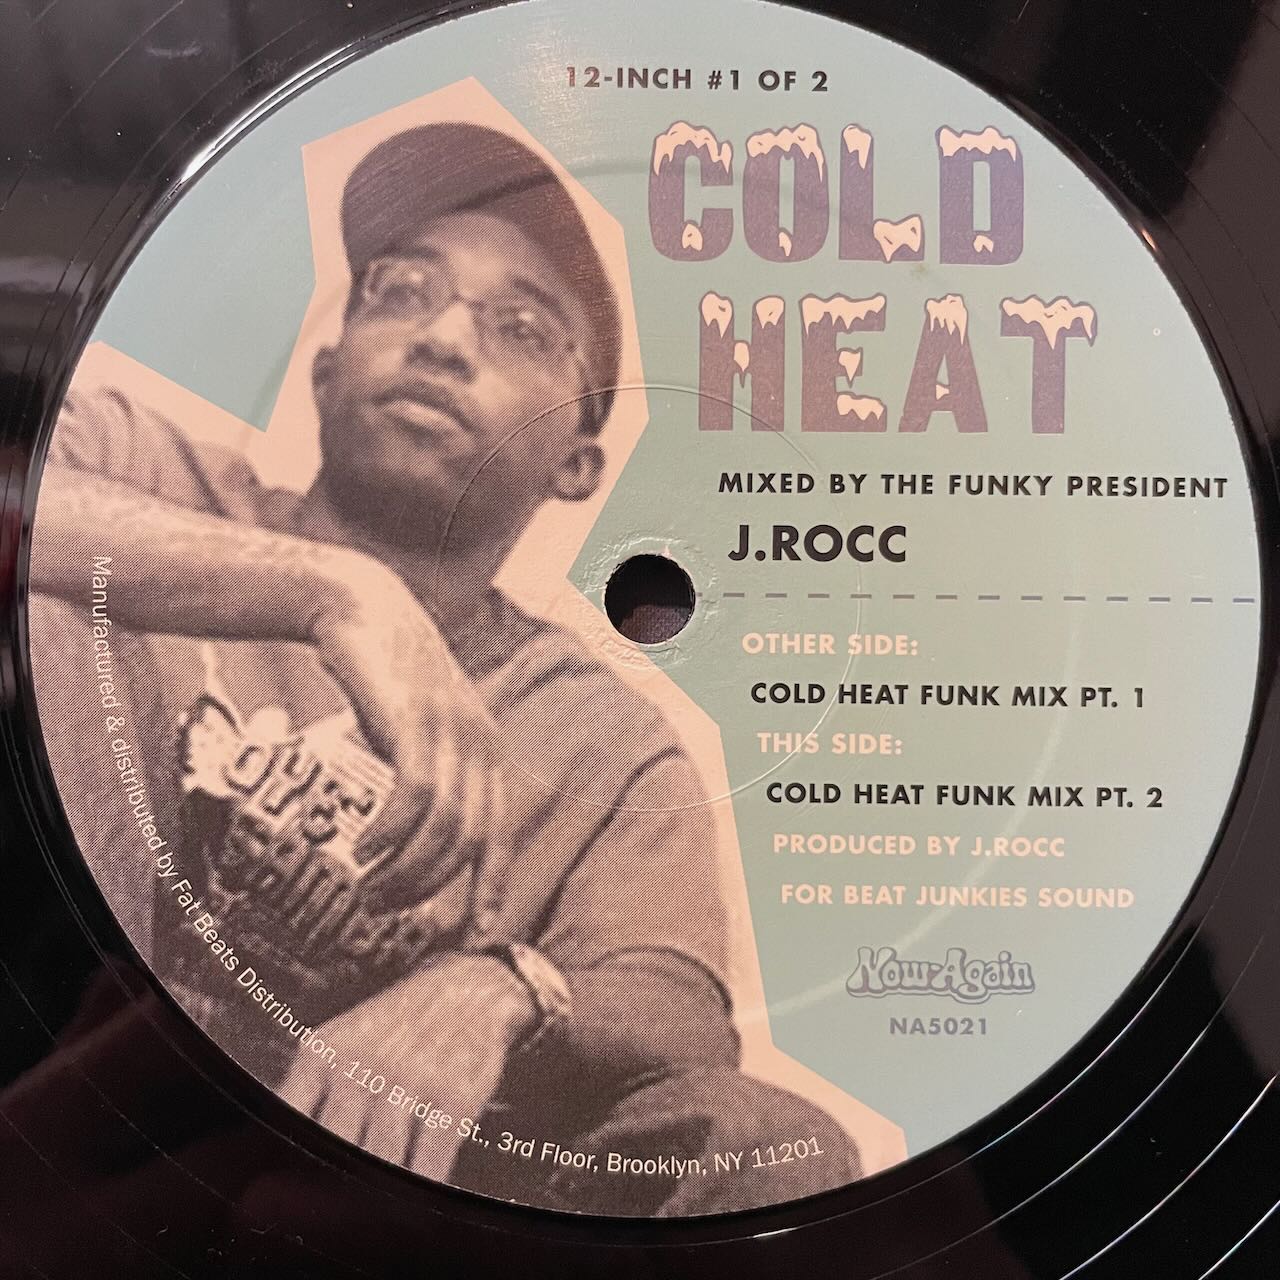 12-INCH #1 OF 2
COLD
HEAT
MIXED BY THE FUNKY PRESIDENT
J.ROCC
OTHER SIDE:
COLD HEAT FUNK MIX PT. 1
THIS SIDE:
COLD HEAT FUNK MIX PT. 2
PRODUCED BY J.ROCC
FOR BEAT JUNKIES SOUND
Now-Again
NA5021
Manufactured & distributed by Fat Beats Distribution, 110 Bridge St., 3rd Floor, Brooklyn, NY 11201